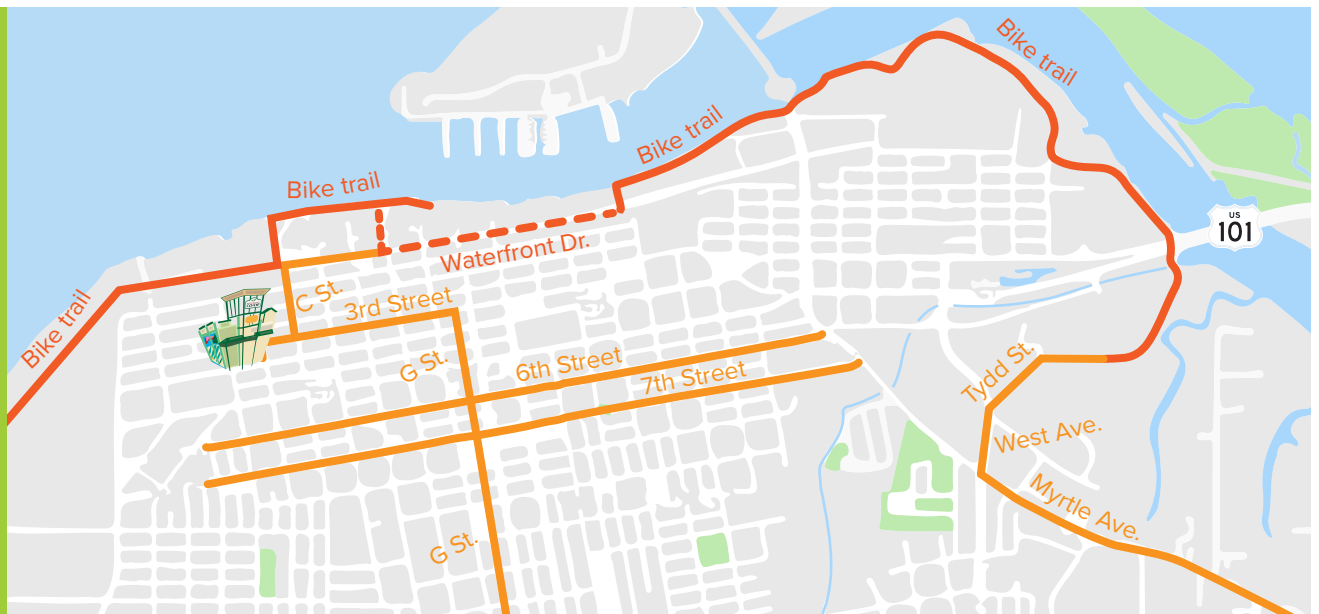 Bike trail
Bike trail
Bike trail
US
101
Waterfront Dr.
C St.
3rd Street
Bike trail
G St.
6th Street
7th Street
Tydd St.
West Ave.
Myrtle Ave.
G St.